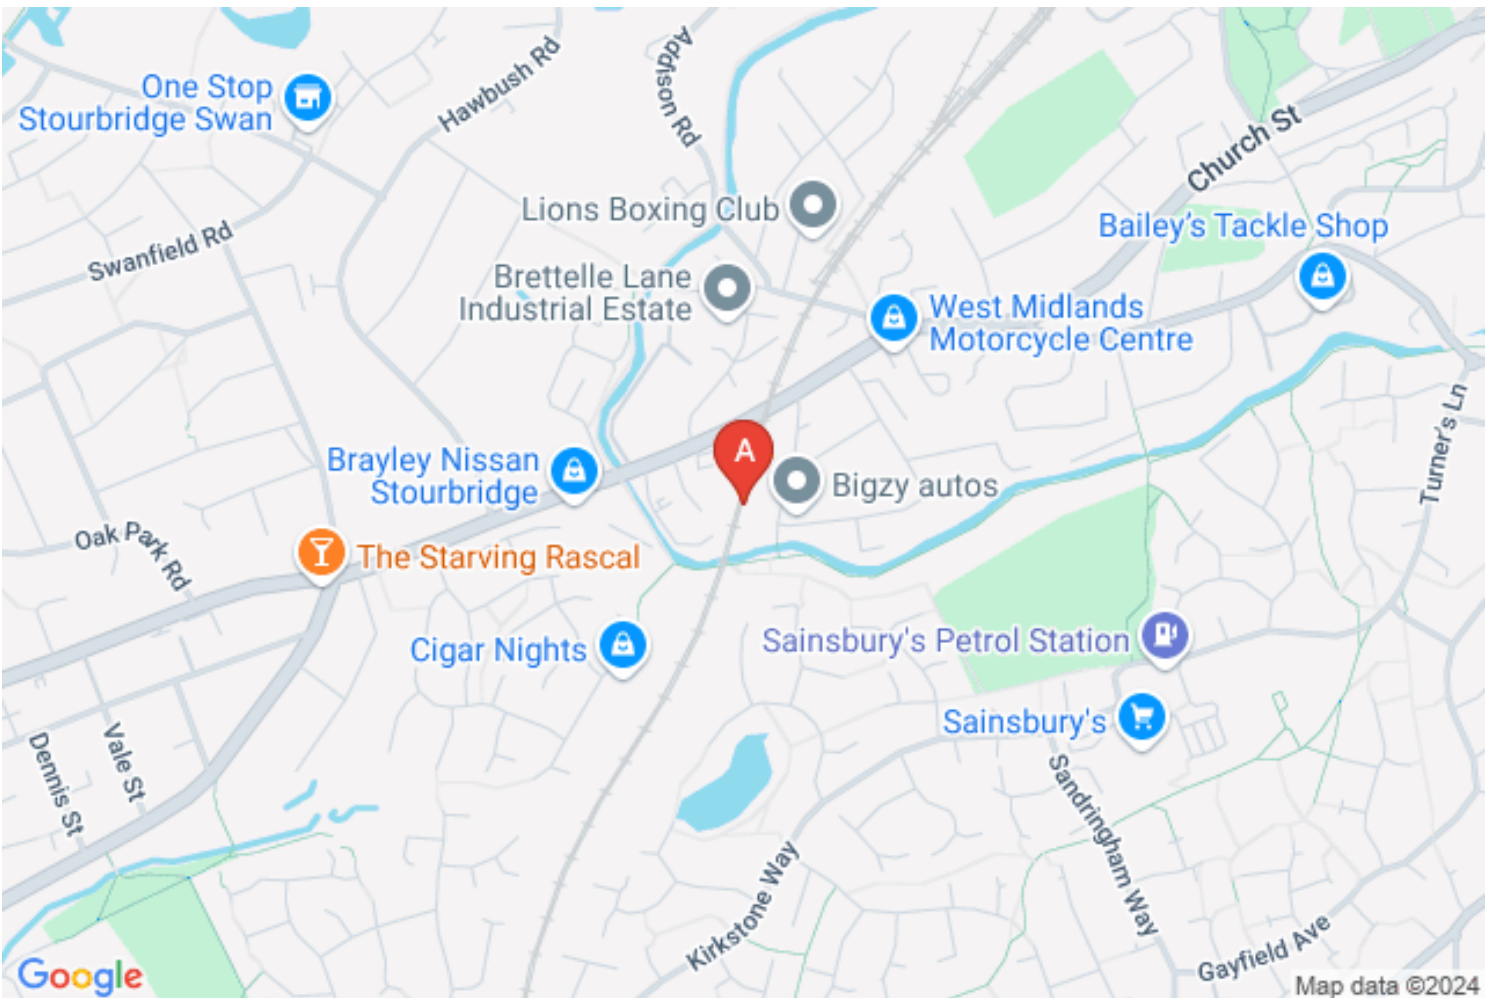 One Stop
Stourbridge Swan
Hawbush Rd
Addison Rd
Church St
Lions Boxing Club
Swanfield Rd
Bailey's Tackle Shop
Brettelle Lane
Industrial Estate
West Midlands
Motorcycle Centre
A
Brayley Nissan
Stourbridge
Bigzy autos
Turner's Ln
Oak Park Rd
The Starving Rascal
Cigar Nights
Sainsbury's Petrol Station
Sainsbury's
Dennis St
Vale St
Sandringham Way
Kirkstone Way
Gayfield Ave
Google
Map data ©2024